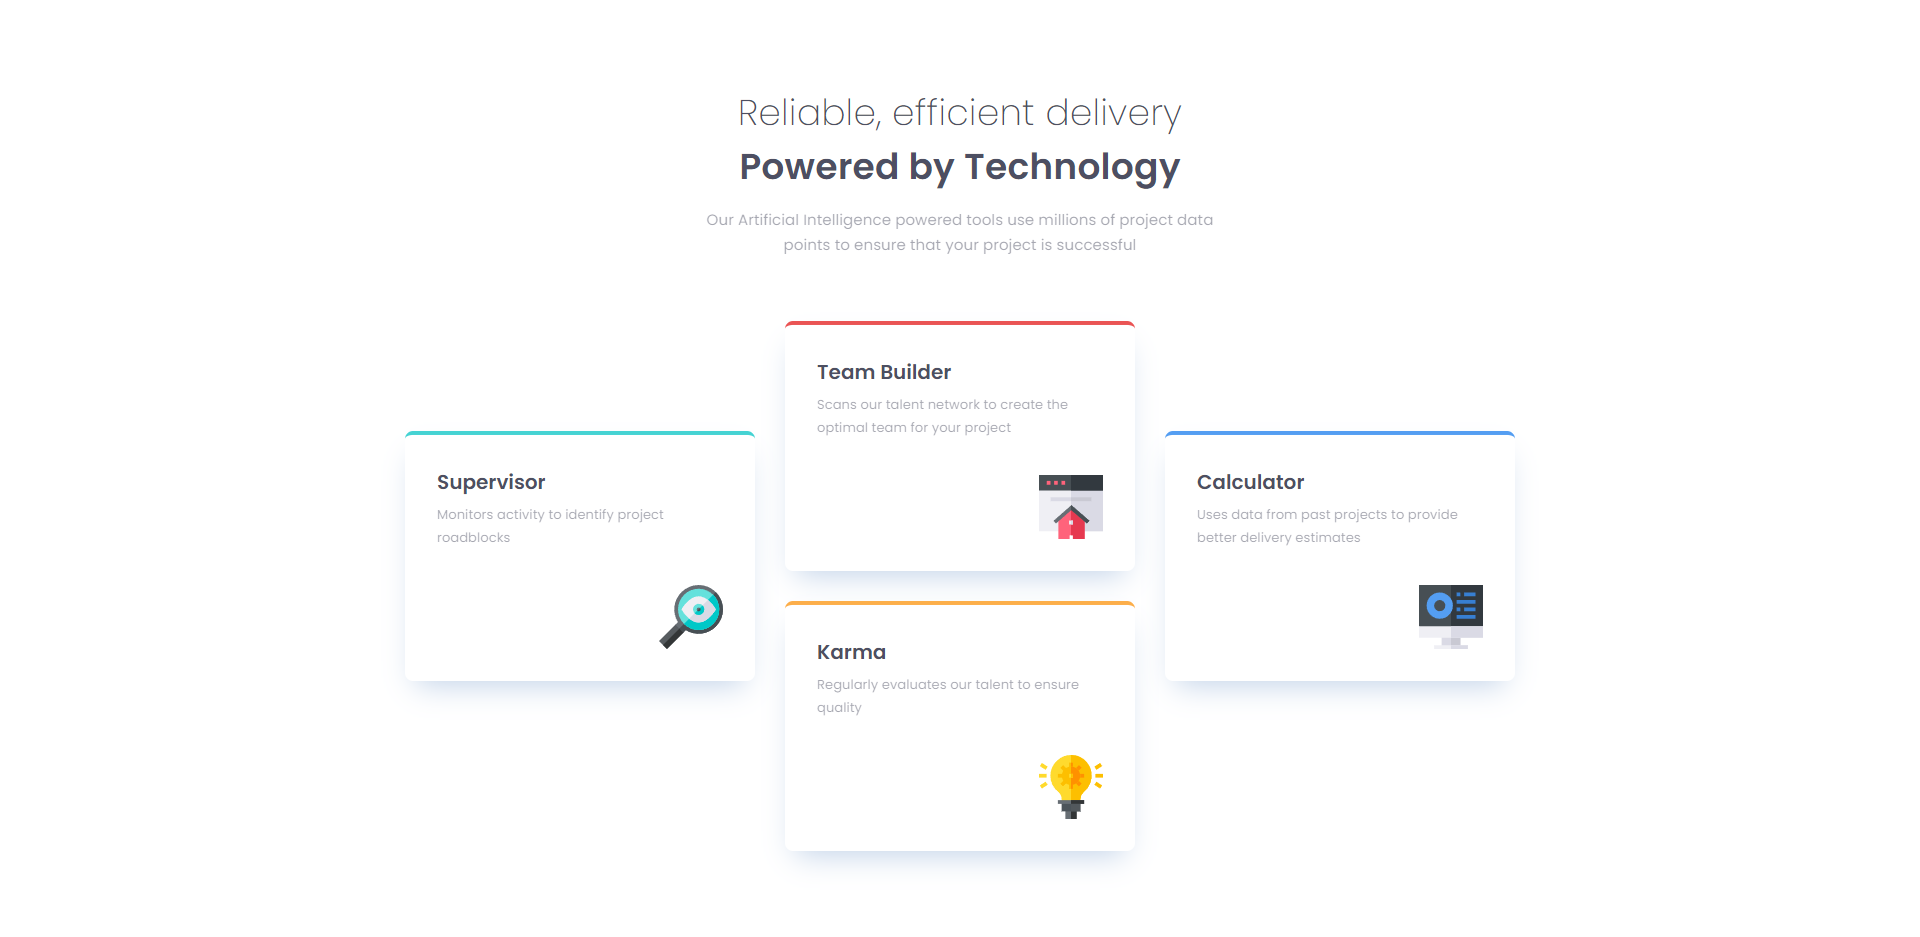 Reliable, efficient delivery
Powered by Technology
Our Artificial Intelligence powered tools use millions of project data
points to ensure that your project is successful
Team Builder
Scans our talent network to create the
optimal team for your project
Supervisor
Monitors activity to identify project
roadblocks
Calculator
Uses data from past projects to provide
better delivery estimates
Karma
Regularly evaluates our talent to ensure
quality